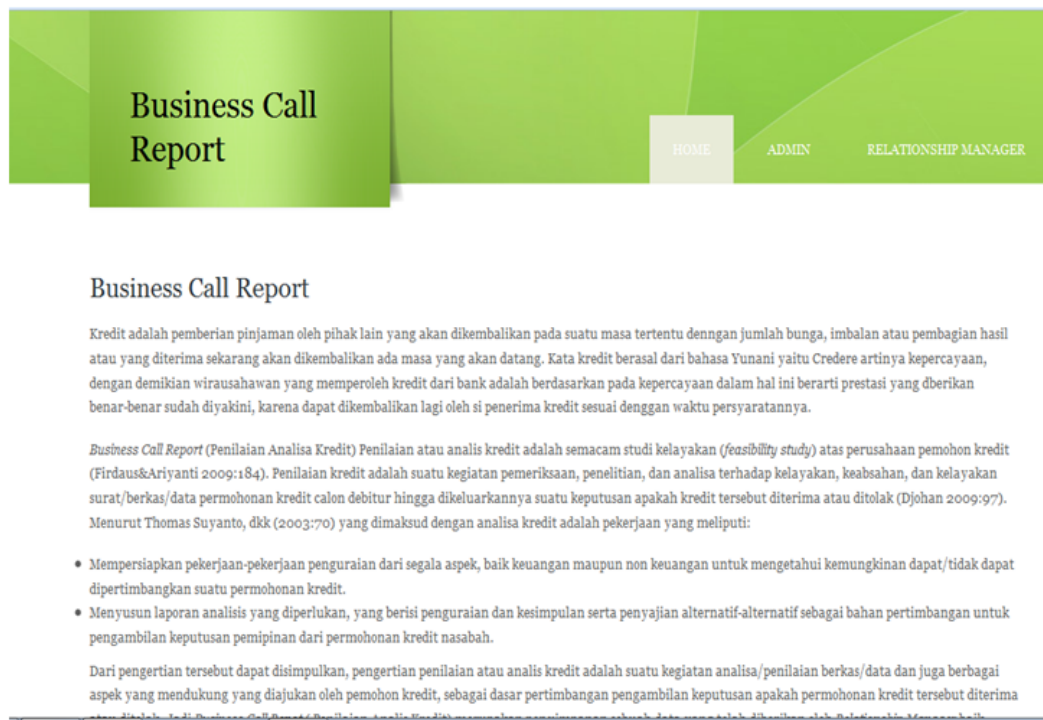 Business Call
Report
HOME
ADMIN
RELATIONSHIP MANAGER
Business Call Report
Kredit adalah pemberian pinjaman oleh pihak lain yang akan dikembalikan pada suatu masa tertentu denngan jumlah bunga, imbalan atau pembagian hasil
atau yang diterima sekarang akan dikembalikan ada masa yang akan datang. Kata kredit berasal dari bahasa Yunani yaitu Credere artinya kepercayaan,
dengan demikian wirausahawan yang memperoleh kredit dari bank adalah berdasarkan pada kepercayaan dalam hal ini berarti prestasi yang dberikan
benar-benar sudah diyakini, karena dapat dikembalikan lagi oleh si penerima kredit sesuai denggan waktu persyaratannya.
Business Call Report (Penilaian Analisa Kredit) Penilaian atau analis kredit adalah semacam studi kelayakan (feasibility study) atas perusahaan pemohon kredit
(Firdaus&Ariyanti 2009:184). Penilaian kredit adalah suatu kegiatan pemeriksaan, penelitian, dan analisa terhadap kelayakan, keabsahan, dan kelayakan
surat/berkas/data permohonan kredit calon debitur hingga dikeluarkannya suatu keputusan apakah kredit tersebut diterima atau ditolak (Djohan 2009:97).
Menurut Thomas Suyanto, dkk (2003:70) yang dimaksud dengan analisa kredit adalah pekerjaan yang meliputi:
• Mempersiapkan pekerjaan-pekerjaan penguraian dari segala aspek, baik keuangan maupun non keuangan untuk mengetahui kemungkinan dapat/tidak dapat
dipertimbangkan suatu permohonan kredit.
• Menyusun laporan analisis yang diperlukan, yang berisi penguraian dan kesimpulan serta penyajian alternatif-alternatif sebagai bahan pertimbangan untuk
pengambilan keputusan pemipinan dari permohonan kredit nasabah.
Dari pengertian tersebut dapat disimpulkan, pengertian penilaian atau analis kredit adalah suatu kegiatan analisa/penilaian berkas/data dan juga berbagai
aspek yang mendukung yang diajukan oleh pemohon kredit, sebagai dasar pertimbangan pengambilan keputusan apakah permohonan kredit tersebut diterima